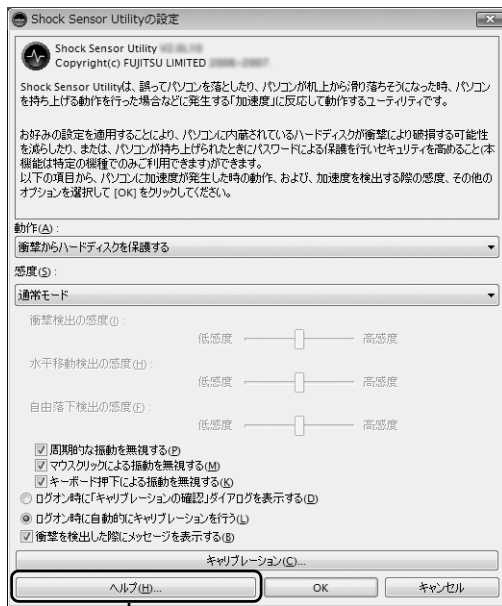 Shock Sensor Utilityの設定
Shock Sensor Utility
Copyright(c) FUJITSU LIMITED
Shock Sensor Utilityは、誤ってパソコンを落としたり、パソコンが机上から滑り落ちそうになった時、パソコン
を持ち上げる動作を行った場合などに発生する「加速度」に反応して動作するユーティリティです。
お好みの設定を適用することにより、パソコンに内蔵されているハードディスクが衝撃により破損する可能性
を減らしたり、または、パソコンが持ち上げられたときにパスワードによる保護を行いセキュリティを高めること(本
機能は特定の機種でのみご利用できます)ができます。
以下の項目から、パソコンに加速度が発生した時の動作、および、加速度を検出する際の感度、その他の
オプションを選択して [OK] をクリックしてください。
動作(A) :
衝撃からハードディスクを保護する
感度(S) :
通常モード
衝撃検出の感度(I) :
低感度 高感度
水平移動検出の感度(H) :
低感度 高感度
自由落下検出の感度(F) :
低感度 高感度
周期的な振動を無視する(P)
マウスクリックによる振動を無視する(M)
キーボード押下による振動を無視する(K)
ログオン時に「キャリブレーションの確認」ダイアログを表示する(D)
ログオン時に自動的にキャリブレーションを行う(L)
衝撃を検出した際にメッセージを表示する(B)
キャリブレーション(C)...
ヘルプ(H)... OK キャンセル